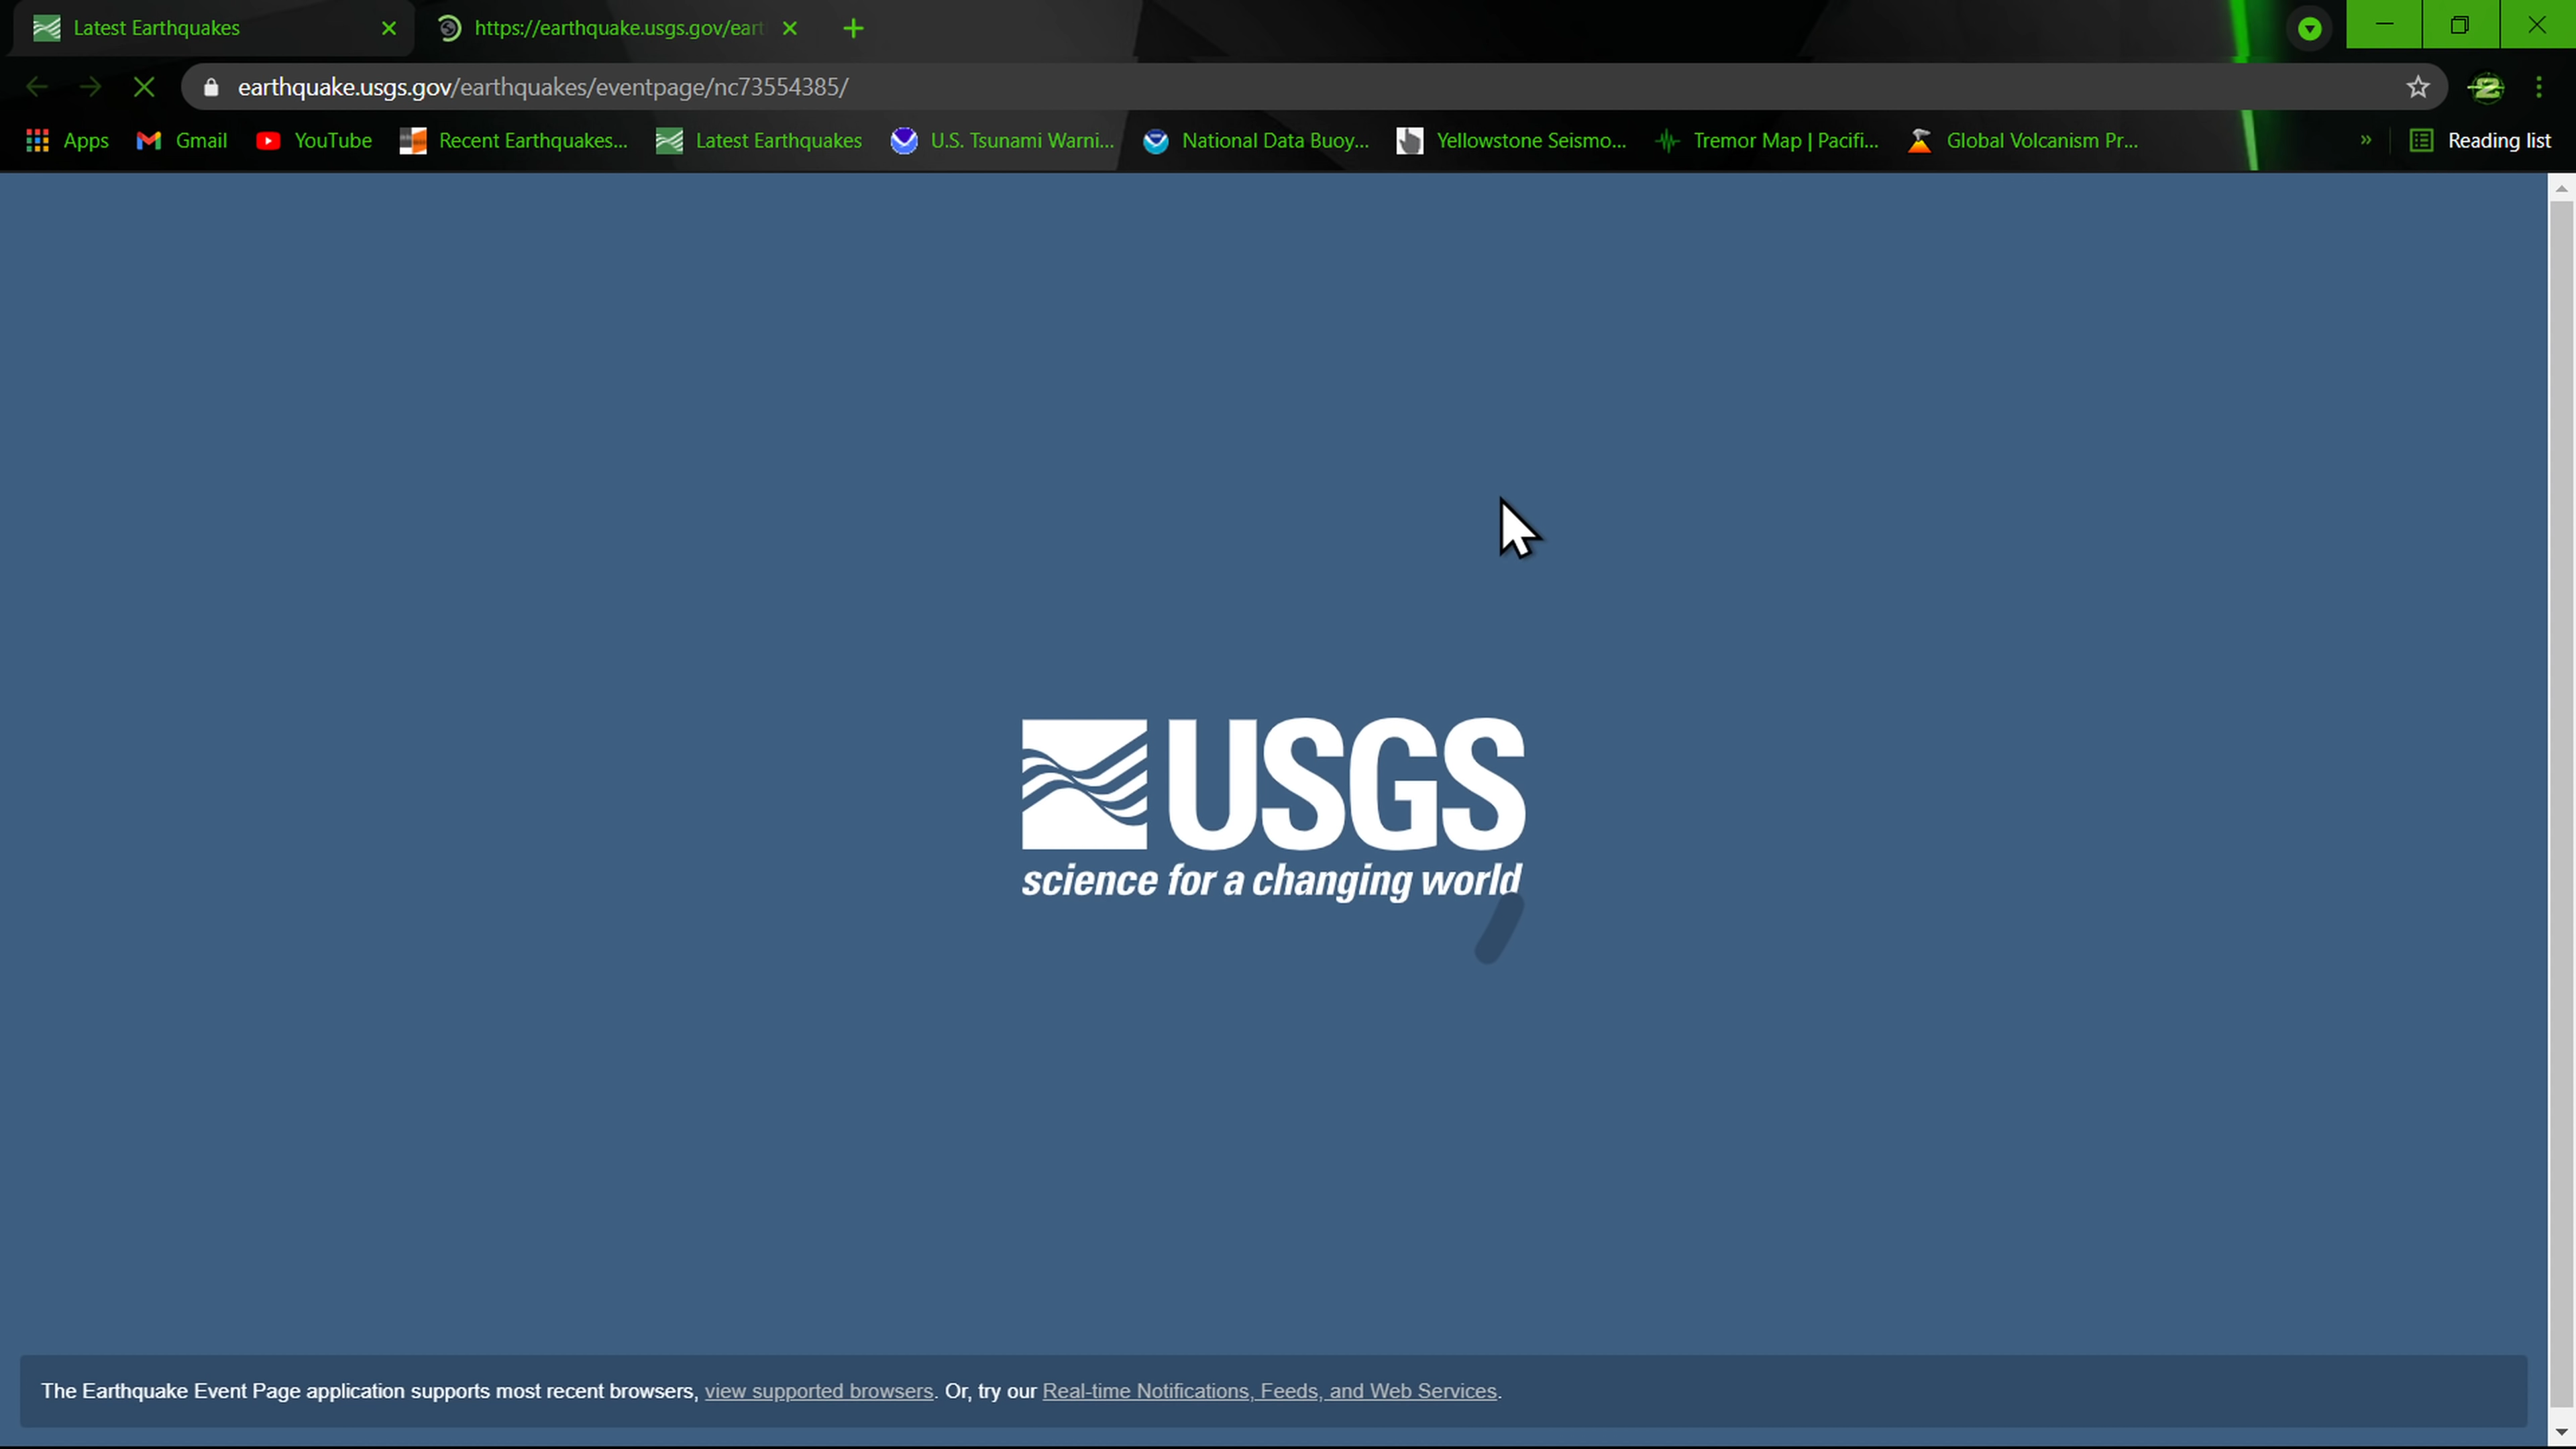 Latest Earthquakes
https://earthquake.usgs.gov/eart
earthquake.usgs.gov/earthquakes/eventpage/nc73554385/
Apps Gmail YouTube Recent Earthquakes... Latest Earthquakes U.S. Tsunami Warni... National Data Buoy... Yellowstone Seismo... Tremor Map | Pacifi... Global Volcanism Pr... » Reading list
USGS
science for a changing world
The Earthquake Event Page application supports most recent browsers, view supported browsers. Or, try our Real-time Notifications, Feeds, and Web Services.